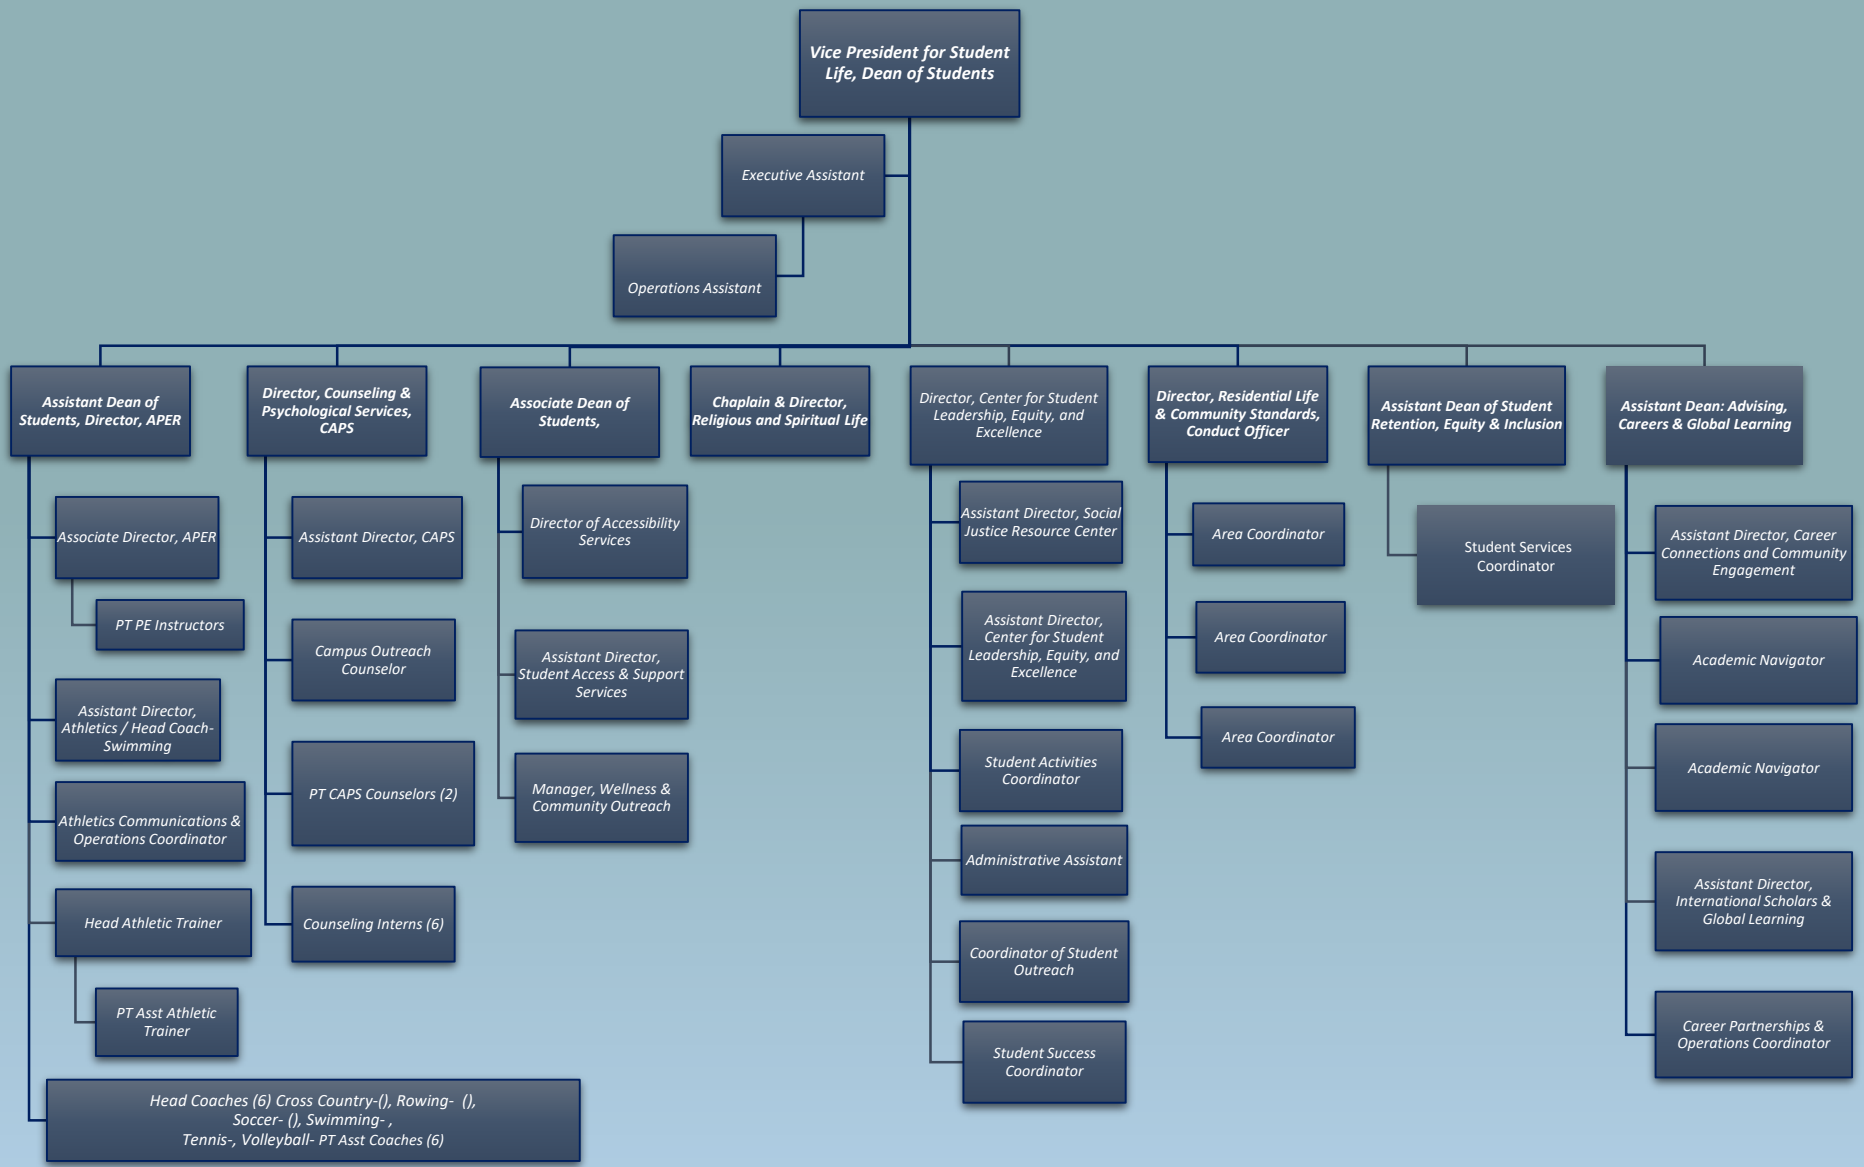 Vice President for Student
Life, Dean of Students
Executive Assistant
Operations Assistant
Assistant Dean of
Students, Director, APER
Director, Counseling &
Psychological Services,
CAPS
Associate Dean of
Students,
Chaplain & Director,
Religious and Spiritual Life
Director, Center for Student
Leadership, Equity, and
Excellence
Director, Residential Life
& Community Standards,
Conduct Officer
Assistant Dean of Student
Retention, Equity & Inclusion
Assistant Dean: Advising,
Careers & Global Learning
Associate Director, APER
PT PE Instructors
Assistant Director,
Athletics / Head Coach-
Swimming
Athletics Communications &
Operations Coordinator
Head Athletic Trainer
PT Asst Athletic
Trainer
Head Coaches (6) Cross Country-(), Rowing- (),
Soccer- (), Swimming- ,
Tennis-, Volleyball- PT Asst Coaches (6)
Assistant Director, CAPS
Campus Outreach
Counselor
PT CAPS Counselors (2)
Counseling Interns (6)
Director of Accessibility
Services
Assistant Director,
Student Access & Support
Services
Manager, Wellness &
Community Outreach
Assistant Director, Social
Justice Resource Center
Assistant Director,
Center for Student
Leadership, Equity, and
Excellence
Student Activities
Coordinator
Administrative Assistant
Coordinator of Student
Outreach
Student Success
Coordinator
Area Coordinator
Area Coordinator
Area Coordinator
Student Services
Coordinator
Assistant Director, Career
Connections and Community
Engagement
Academic Navigator
Academic Navigator
Assistant Director,
International Scholars &
Global Learning
Career Partnerships &
Operations Coordinator